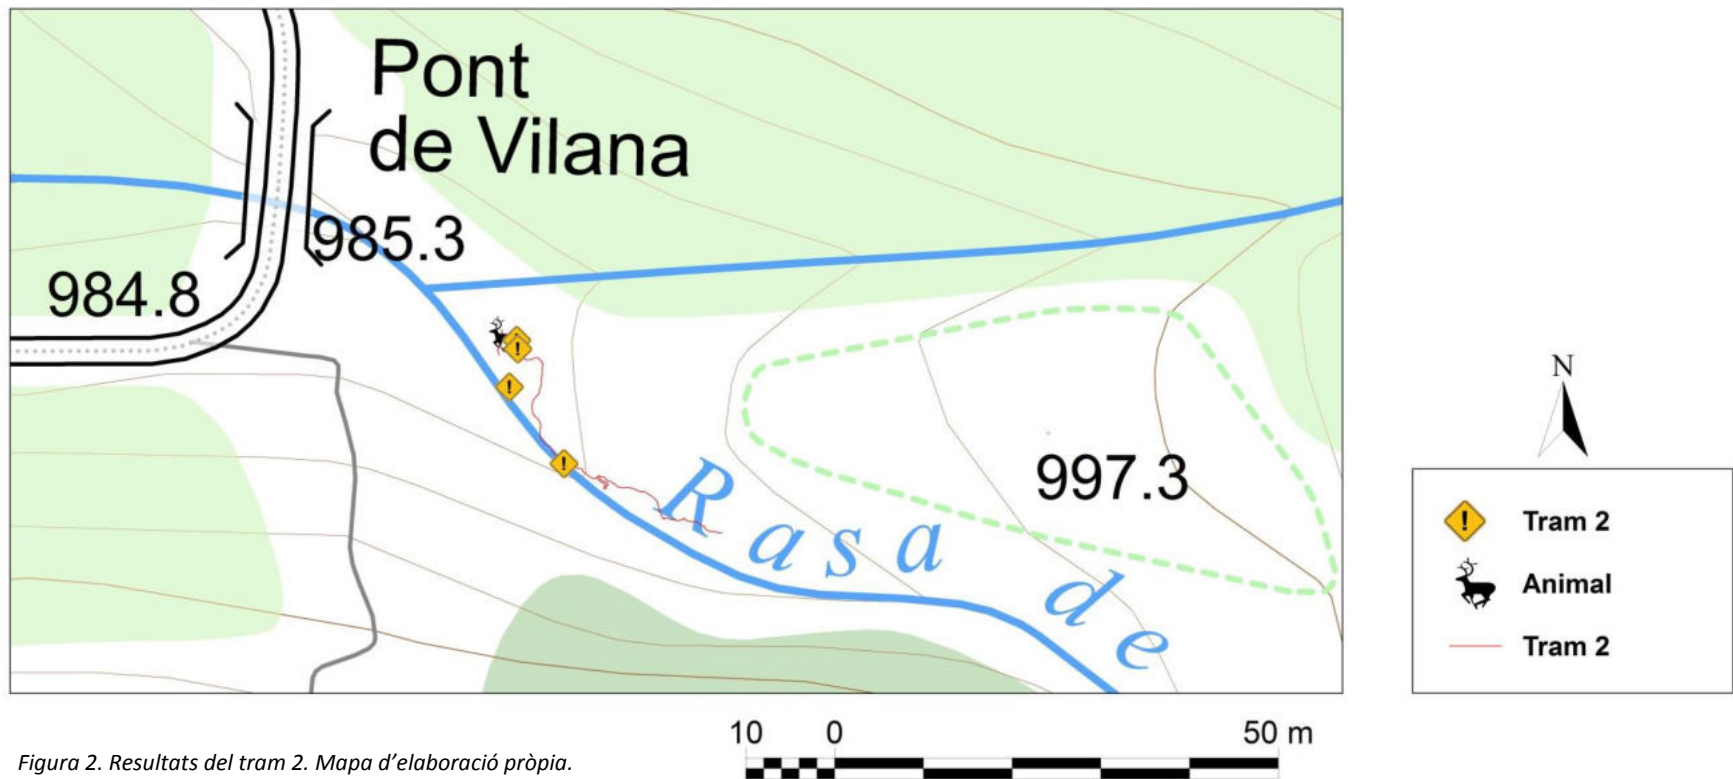 Pont
de Vilana
985.3
984.8
997.3
Rasa de
N
! Tram 2
Animal
Tram 2
10 0 50 m
Figura 2. Resultats del tram 2. Mapa d'elaboració pròpia.